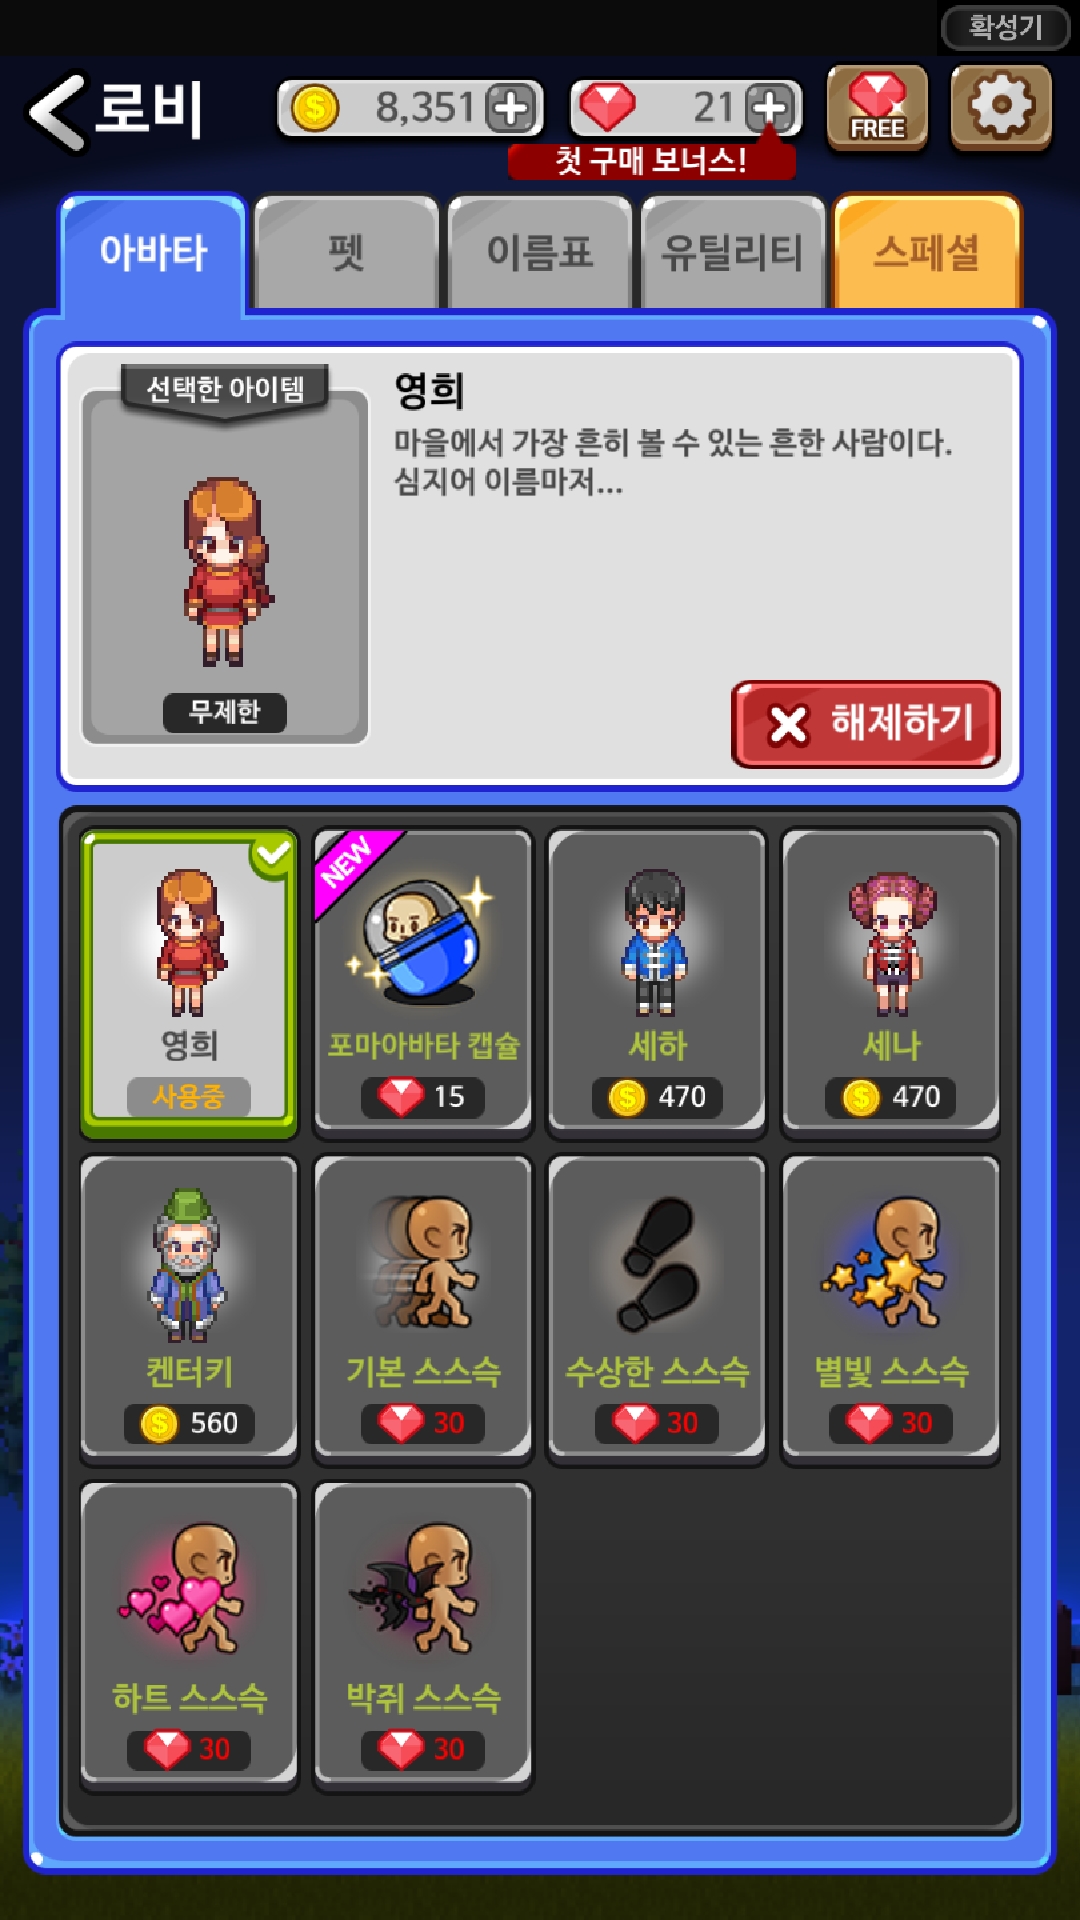 확성기
로비
8,351
21
FREE
첫 구매 보너스!
아바타
펫
이름표
유틸리티
스페셜
선택한 아이템
영희
마을에서 가장 흔히 볼 수 있는 흔한 사람이다.
심지어 이름마저...
무제한
해제하기
영희
사용중
NEW
포마아바타 캡슐
15
세하
470
세나
470
켄터키
560
기본 스스슥
30
수상한 스스슥
30
별빛 스스슥
30
하트 스스슥
30
박쥐 스스슥
30